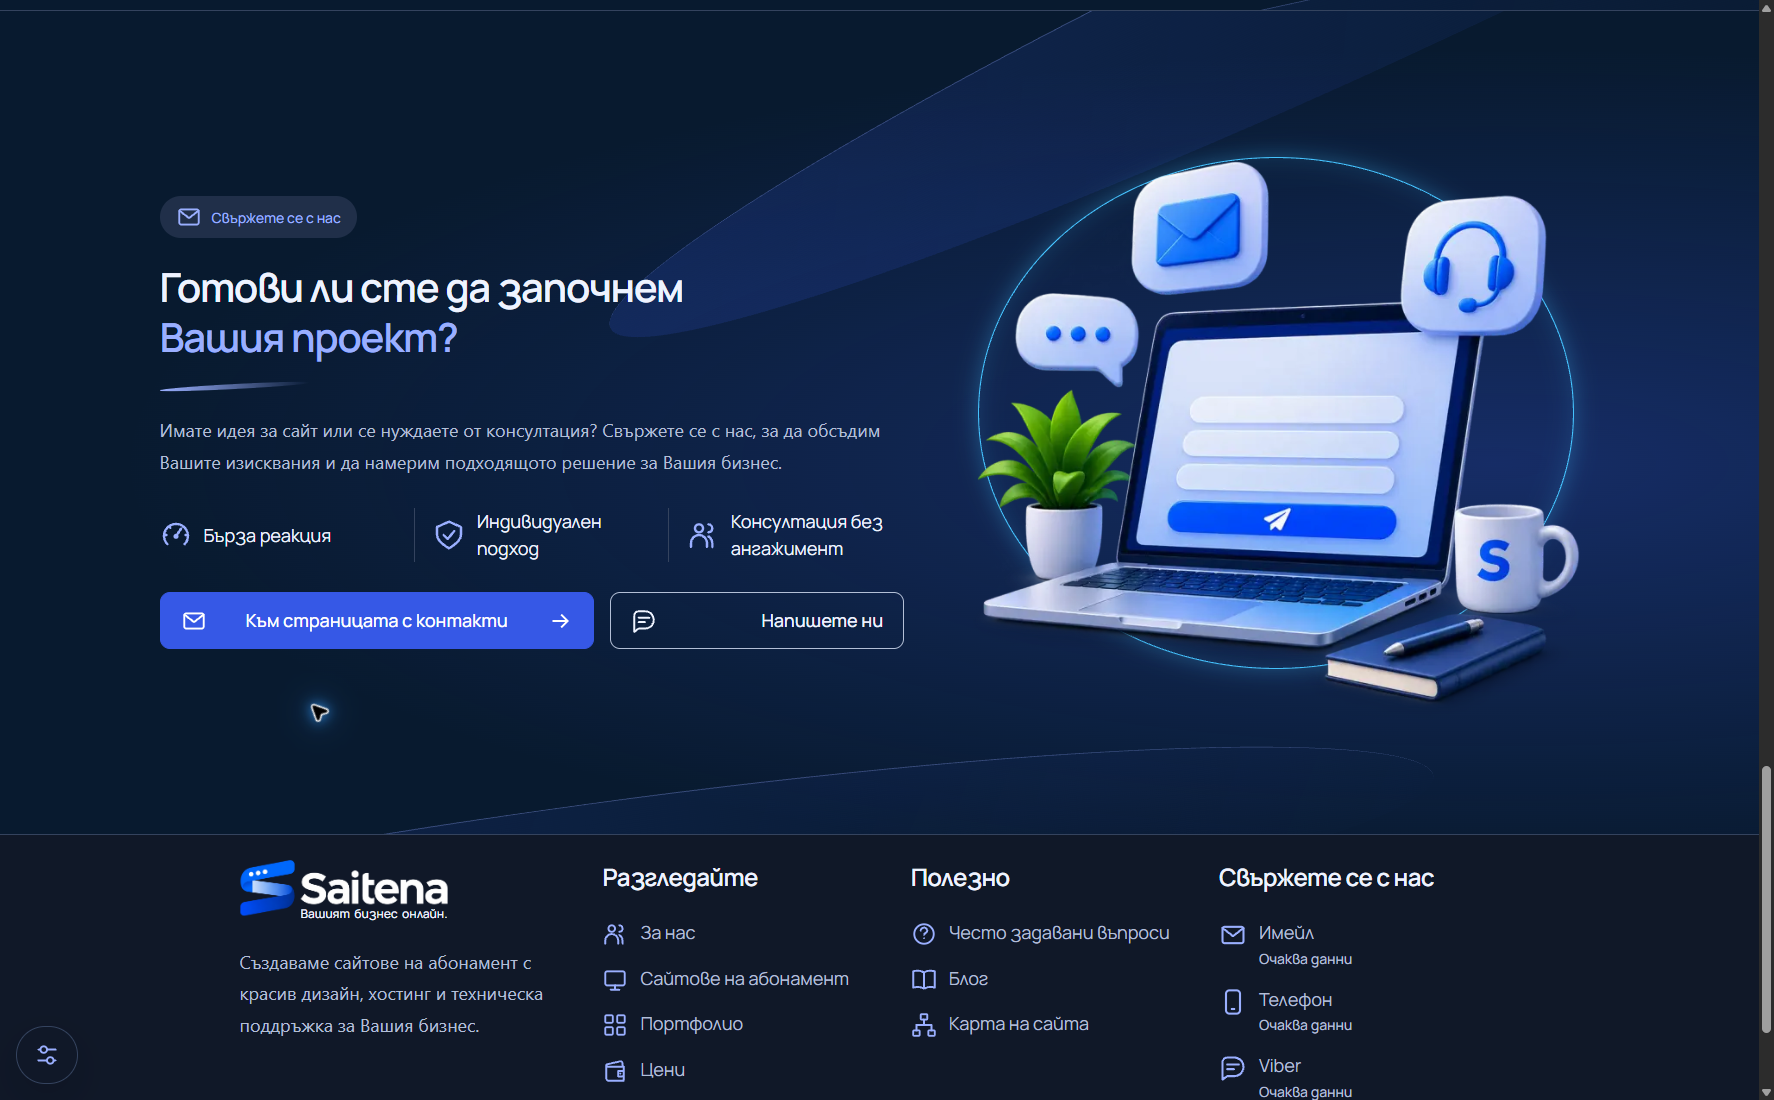 Свържете се с нас
Готови ли сте да започнем
Вашия проект?
Имате идея за сайт или се нуждаете от консултация? Свържете се с нас, за да обсъдим
Вашите изисквания и да намерим подходящото решение за Вашия бизнес.
Бърза реакция
Индивидуален
подход
Консултация без
ангажимент
Към страницата с контакти
Напишете ни
S
Saitena
Вашият бизнес онлайн.
Създаваме сайтове на абонамент с
красив дизайн, хостинг и техническа
поддръжка за Вашия бизнес.
Разгледайте
За нас
Сайтове на абонамент
Портфолио
Цени
Полезно
Често задавани въпроси
Блог
Карта на сайта
Свържете се с нас
Имейл
Очаква данни
Телефон
Очаква данни
Viber
Очаква данни